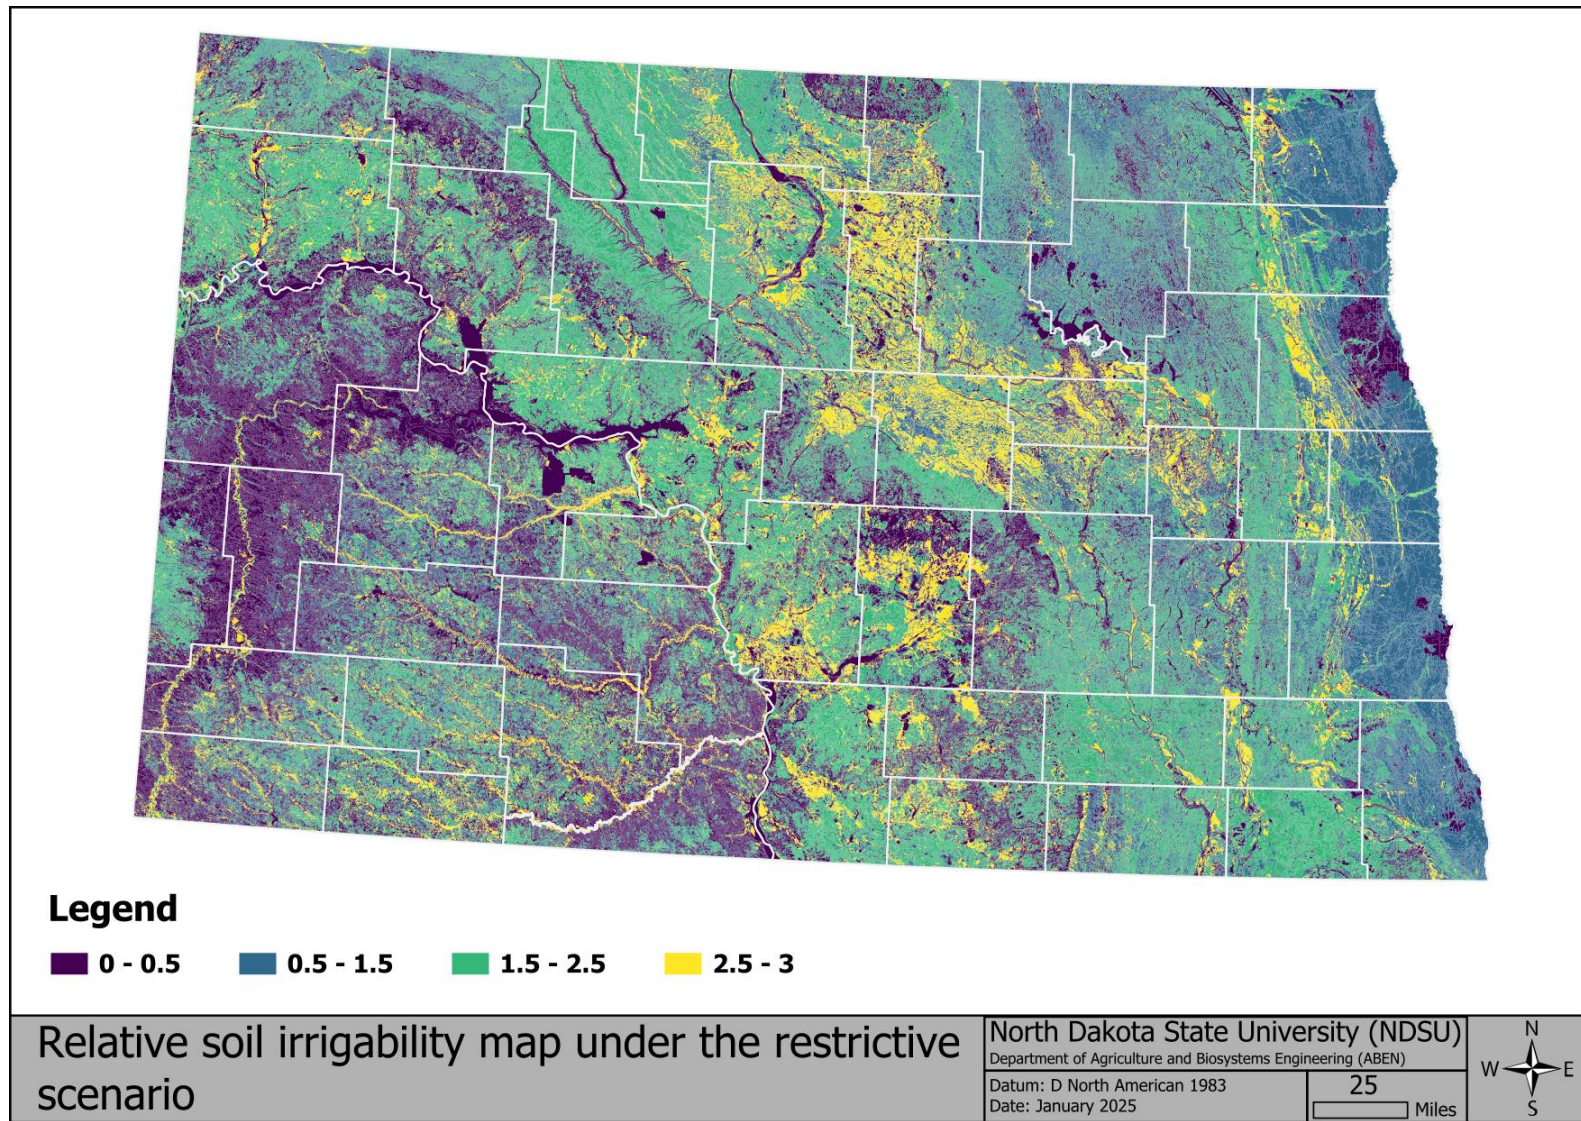 Legend
0 - 0.5
0.5 - 1.5
1.5 - 2.5
2.5 - 3
Relative soil irrigability map under the restrictive
scenario
North Dakota State University (NDSU)
Department of Agriculture and Biosystems Engineering (ABEN)
Datum: D North American 1983
Date: January 2025
25
Miles
N
W E
S